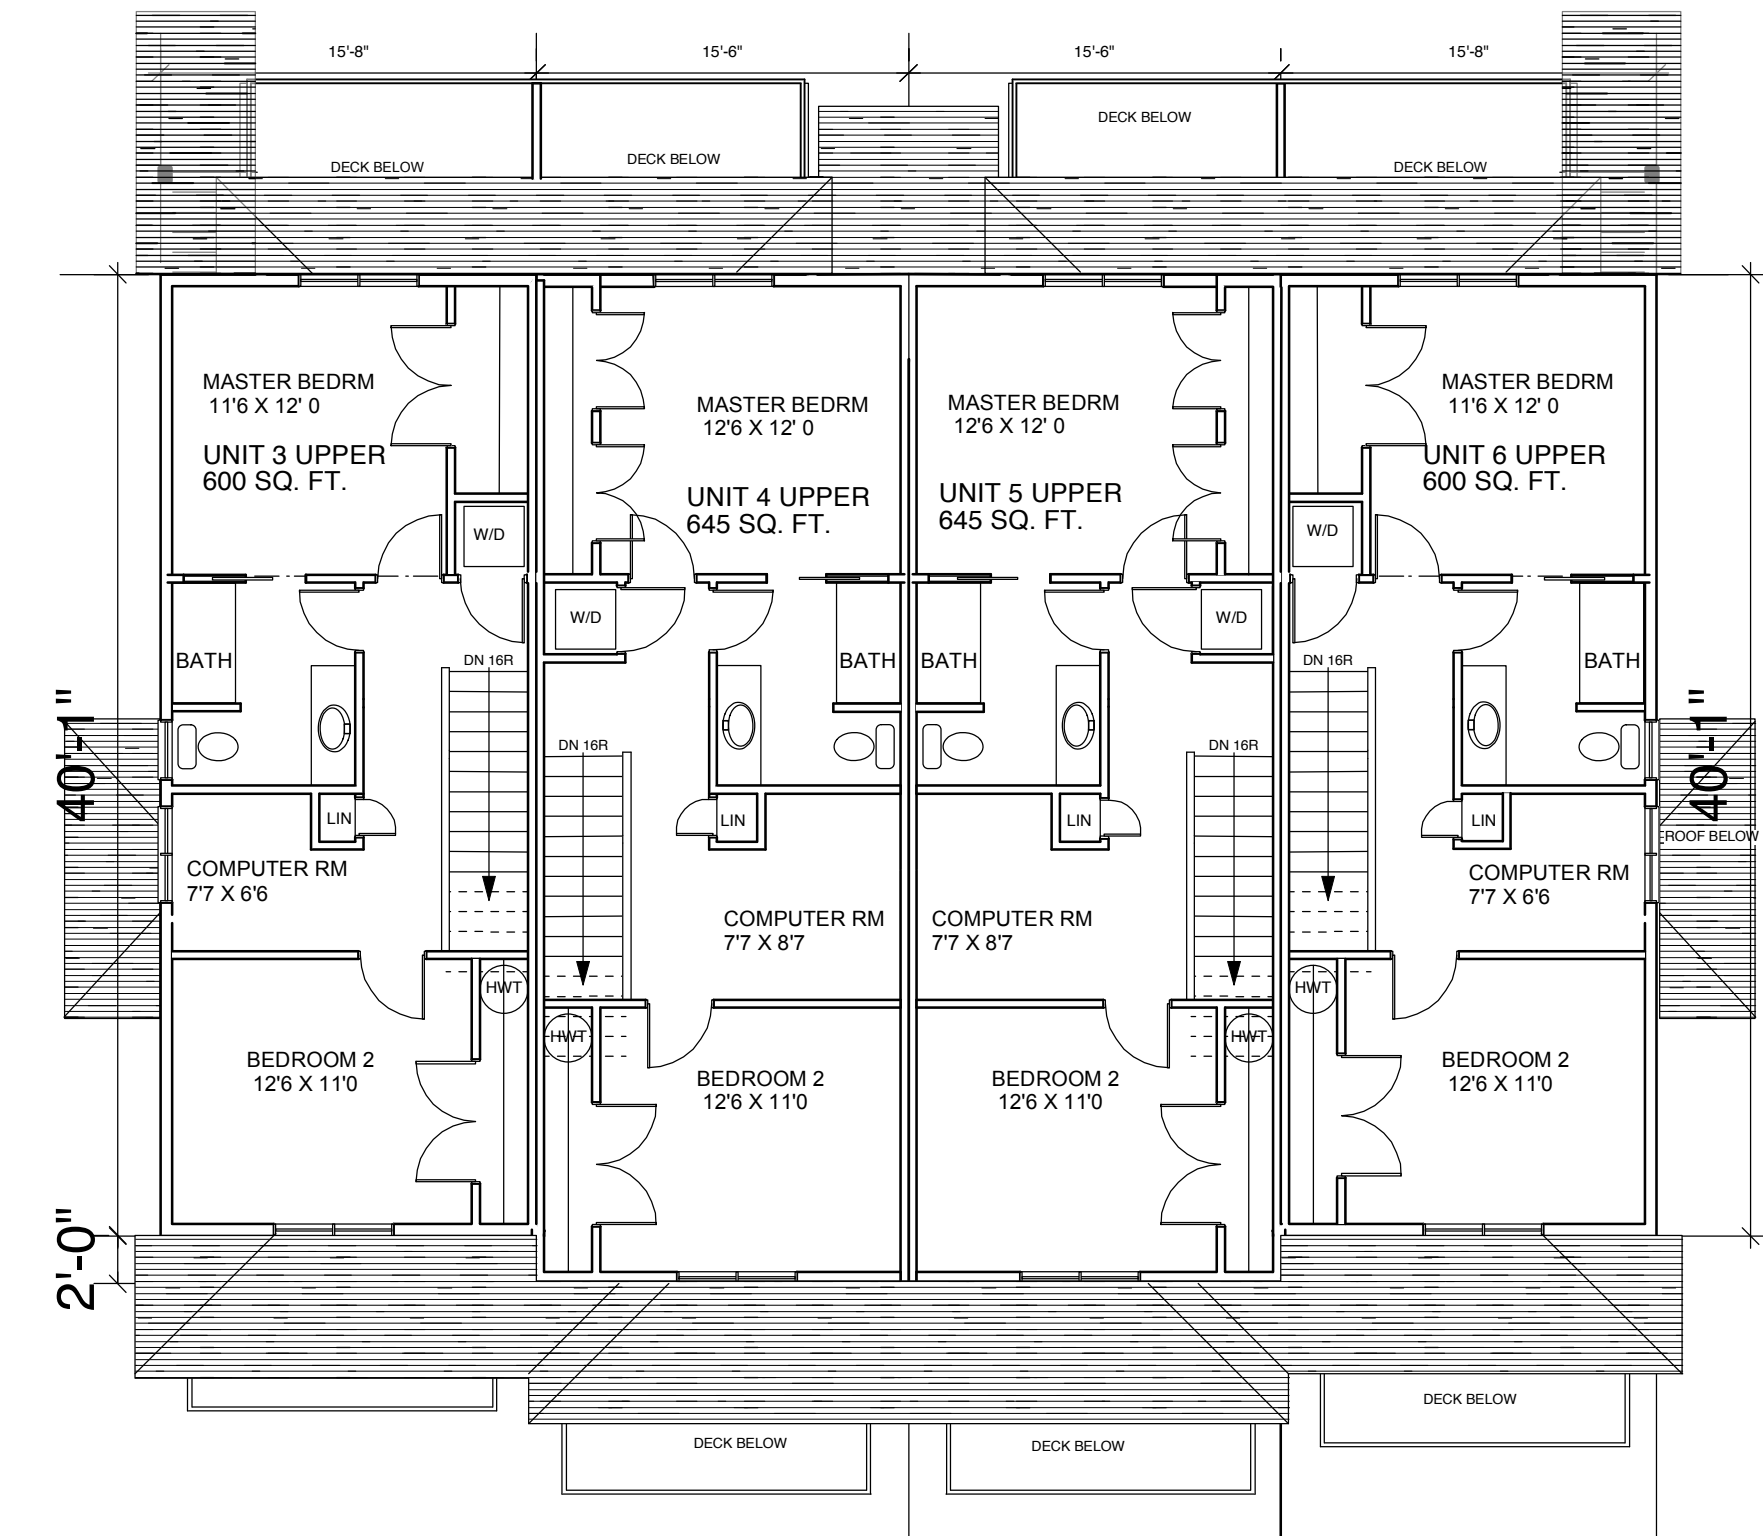 15'-8"
15'-6"
15'-6"
15'-8"
DECK BELOW
DECK BELOW
DECK BELOW
DECK BELOW
MASTER BEDRM
11'6 X 12' 0
UNIT 3 UPPER
600 SQ. FT.
MASTER BEDRM
12'6 X 12' 0
UNIT 4 UPPER
645 SQ. FT.
MASTER BEDRM
12'6 X 12' 0
UNIT 5 UPPER
645 SQ. FT.
MASTER BEDRM
11'6 X 12' 0
UNIT 6 UPPER
600 SQ. FT.
W/D
W/D
W/D
W/D
BATH
BATH
BATH
BATH
DN 16R
DN 16R
DN 16R
DN 16R
40'-1"
40'-1"
LIN
LIN
LIN
LIN
ROOF BELOW
COMPUTER RM
7'7 X 6'6
COMPUTER RM
7'7 X 8'7
COMPUTER RM
7'7 X 8'7
COMPUTER RM
7'7 X 6'6
HWT
HWT
HWT
HWT
BEDROOM 2
12'6 X 11'0
BEDROOM 2
12'6 X 11'0
BEDROOM 2
12'6 X 11'0
BEDROOM 2
12'6 X 11'0
2'-0"
DECK BELOW
DECK BELOW
DECK BELOW